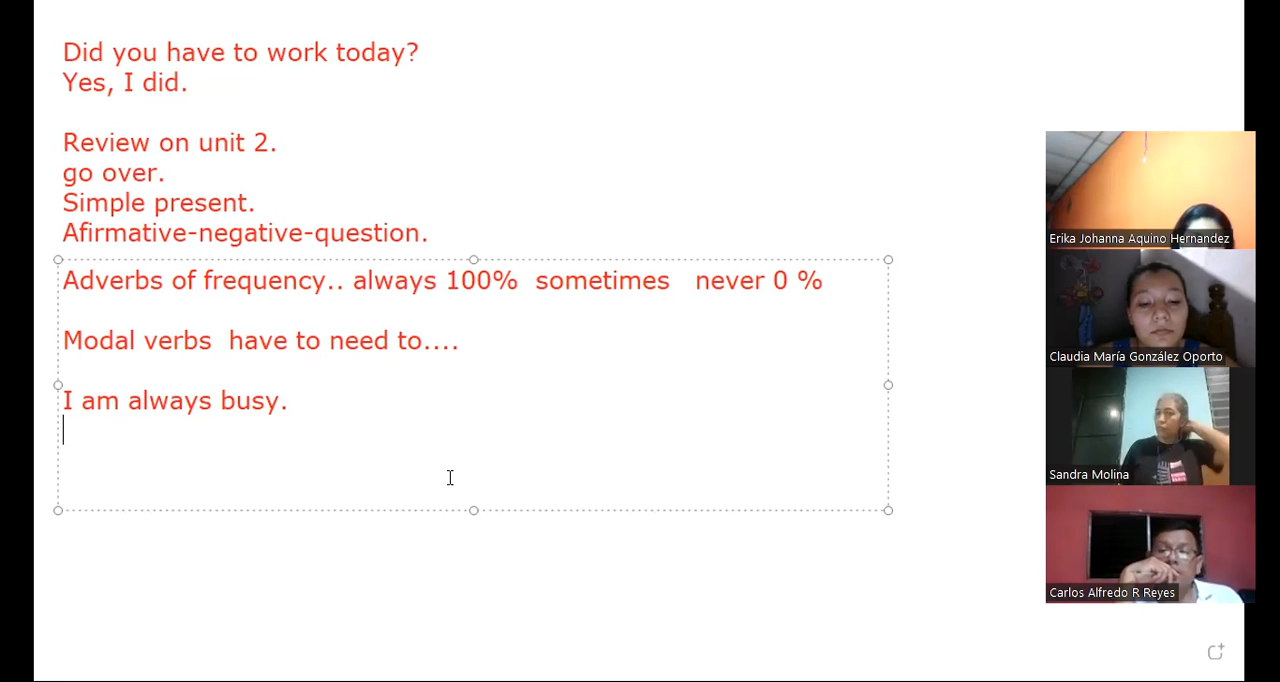 Did you have to work today?
Yes, I did.
Review on unit 2.
go over.
Simple present.
Afirmative-negative-question.
Adverbs of frequency.. always 100% sometimes never 0 %
Modal verbs have to need to....
I am always busy.
Erika Johanna Aquino Hernandez
Claudia María González Oporto
Sandra Molina
Carlos Alfredo R Reyes